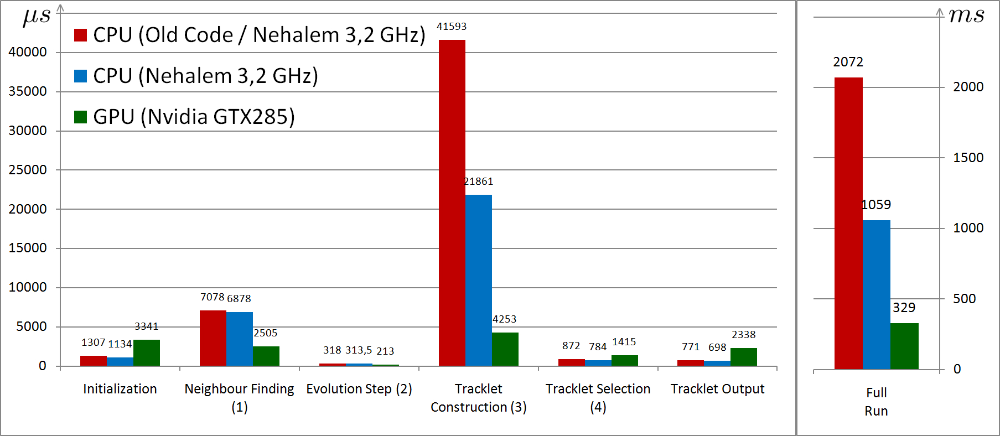 μs
CPU (Old Code / Nehalem 3,2 GHz)
CPU (Nehalem 3,2 GHz)
GPU (Nvidia GTX285)
40000
35000
30000
25000
20000
15000
10000
5000
0
1307
1134
3341
7078
6878
2505
318
313,5
213
41593
21861
4253
872
784
1415
771
698
2338
Initialization
Neighbour Finding
(1)
Evolution Step (2)
Tracklet
Construction (3)
Tracklet Selection
(4)
Tracklet Output
ms
2072
1059
329
2000
1500
1000
500
0
Full
Run